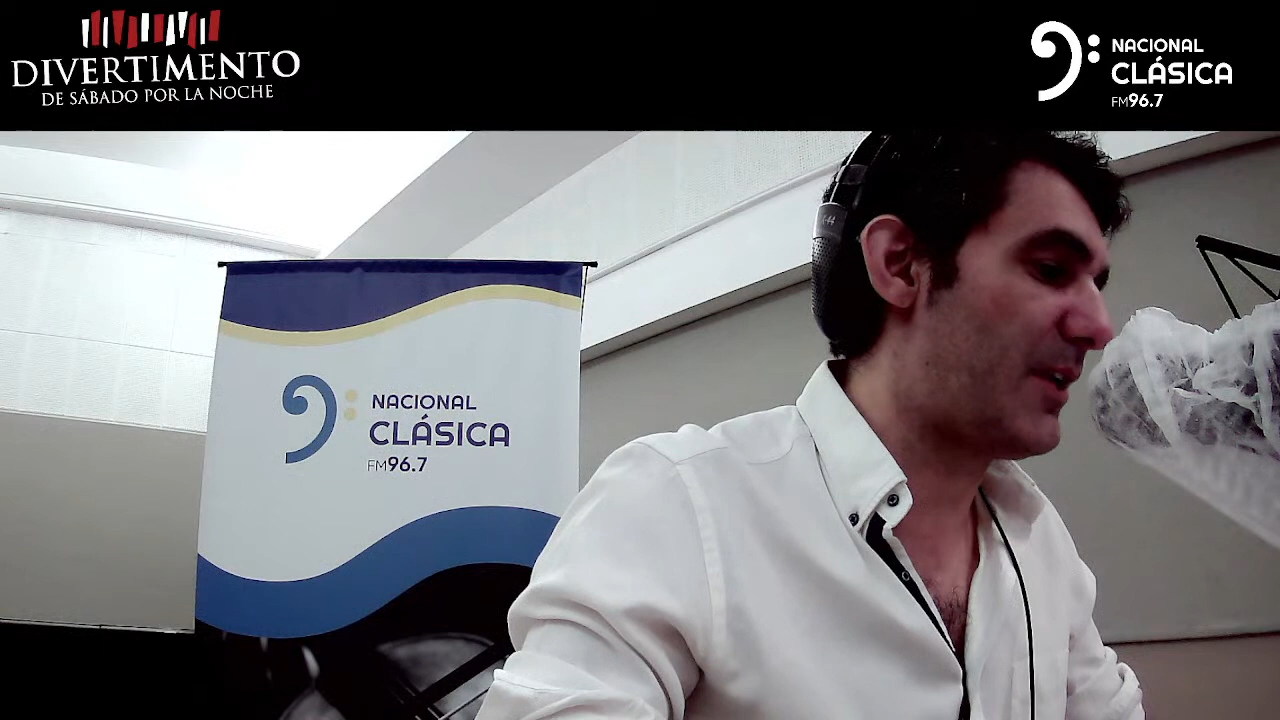 DIVERTIMENTO
DE SÁBADO POR LA NOCHE
NACIONAL
CLÁSICA
FM96.7
NACIONAL
CLÁSICA
FM96.7